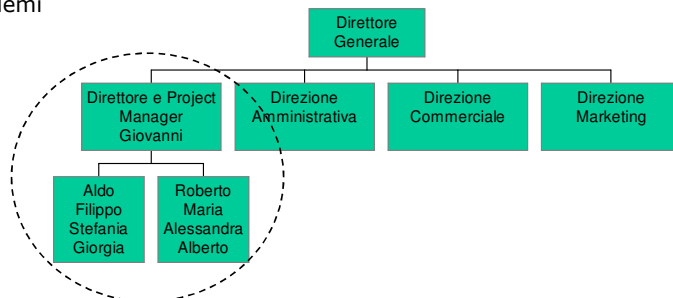 Direttore
Generale
Direttore e Project
Manager
Giovanni
Direzione
Amministrativa
Direzione
Commerciale
Direzione
Marketing
Aldo
Filippo
Stefania
Giorgia
Roberto
Maria
Alessandra
Alberto